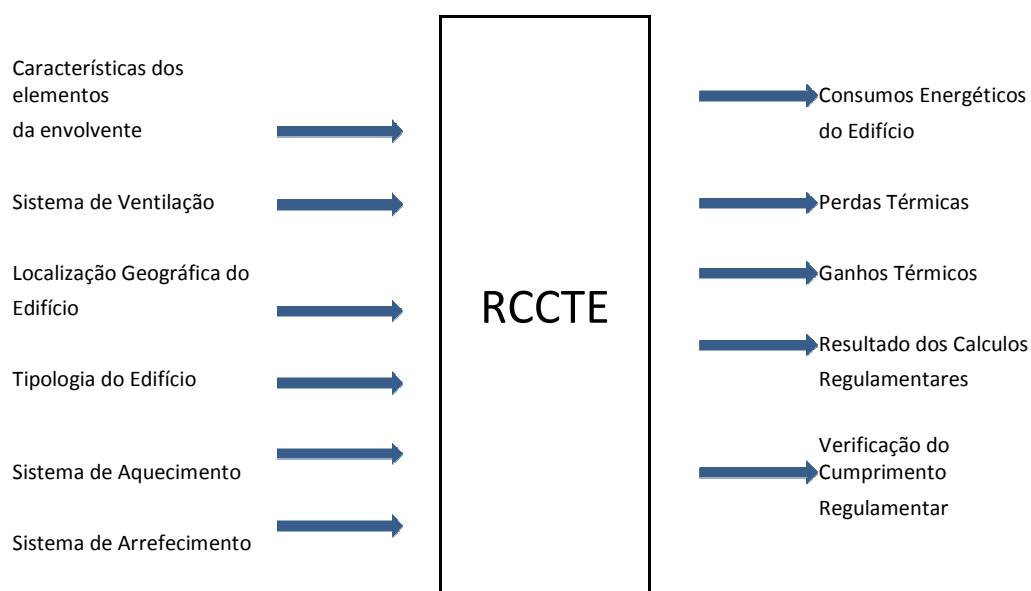 Características dos
elementos
da envolvente
Sistema de Ventilação
Localização Geográfica do
Edifício
Tipologia do Edifício
Sistema de Aquecimento
Sistema de Arrefecimento
RCCTE
Consumos Energéticos
do Edifício
Perdas Térmicas
Ganhos Térmicos
Resultado dos Calculos
Regulamentares
Verificação do
Cumprimento
Regulamentar